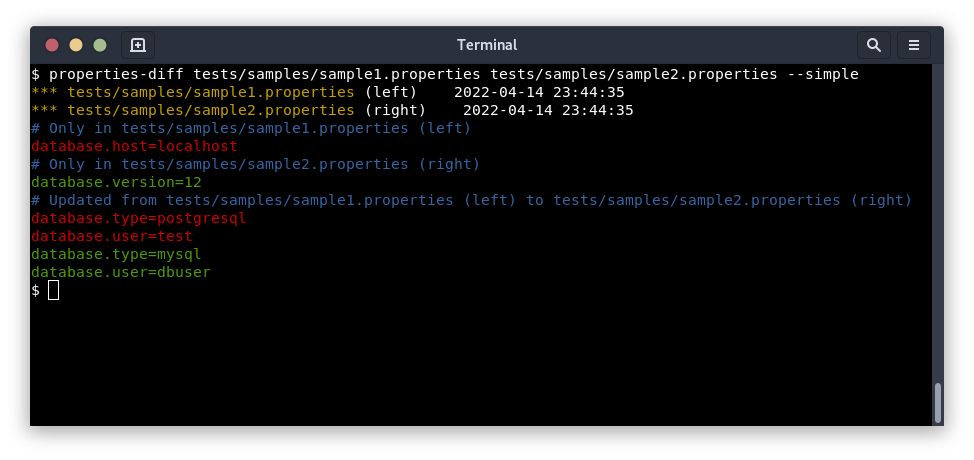 Terminal
$ properties-diff tests/samples/sample1.properties tests/samples/sample2.properties --simple
*** tests/samples/sample1.properties (left)    2022-04-14 23:44:35
*** tests/samples/sample2.properties (right)    2022-04-14 23:44:35
# Only in tests/samples/sample1.properties (left)
database.host=localhost
# Only in tests/samples/sample2.properties (right)
database.version=12
# Updated from tests/samples/sample1.properties (left) to tests/samples/sample2.properties (right)
database.type=postgresql
database.user=test
database.type=mysql
database.user=dbuser
$